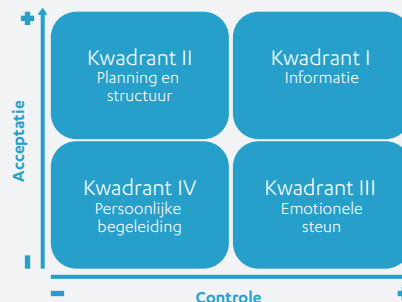 +
Kwadrant II
Planning en
structuur
Kwadrant I
Informatie
Acceptatie
Kwadrant IV
Persoonlijke
begeleiding
Kwadrant III
Emotionele
steun
-
- +
Controle